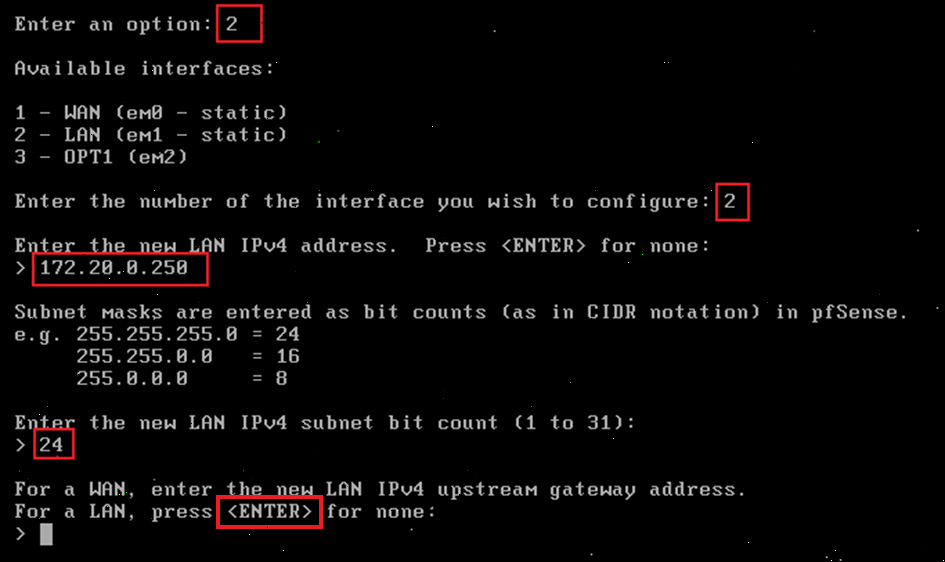 Enter an option: 2
Available interfaces:
1 - WAN (em0 - static)
2 - LAN (em1 - static)
3 - OPT1 (em2)
Enter the number of the interface you wish to configure: 2
Enter the new LAN IPv4 address.  Press <ENTER> for none:
> 172.20.0.250
Subnet masks are entered as bit counts (as in CIDR notation) in pfSense.
e.g. 255.255.255.0 = 24
     255.255.0.0   = 16
     255.0.0.0     = 8
Enter the new LAN IPv4 subnet bit count (1 to 31):
> 24
For a WAN, enter the new LAN IPv4 upstream gateway address.
For a LAN, press <ENTER> for none:
>